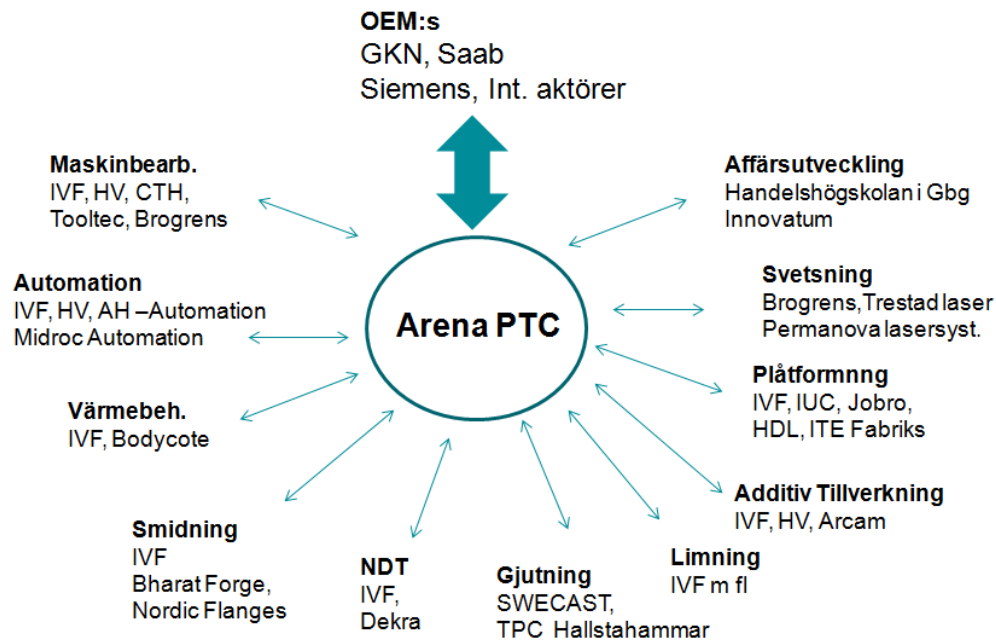 OEM:s
GKN, Saab
Siemens, Int. aktörer
Maskinbearb.
IVF, HV, CTH,
Tooltec, Brogrens
Affärsutveckling
Handelshögskolan i Gbg
Innovatum
Automation
IVF, HV, AH –Automation
Midroc Automation
Arena PTC
Svetsning
Brogrens,Trestad laser
Permanova lasersyst.
Värmebeh.
IVF, Bodycote
Plåtformnng
IVF, IUC, Jobro,
HDL, ITE Fabriks
Additiv Tillverkning
IVF, HV, Arcam
Smidning
IVF
Bharat Forge,
Nordic Flanges
NDT
IVF,
Dekra
Gjutning
SWECAST,
TPC Hallstahammar
Limning
IVF m fl